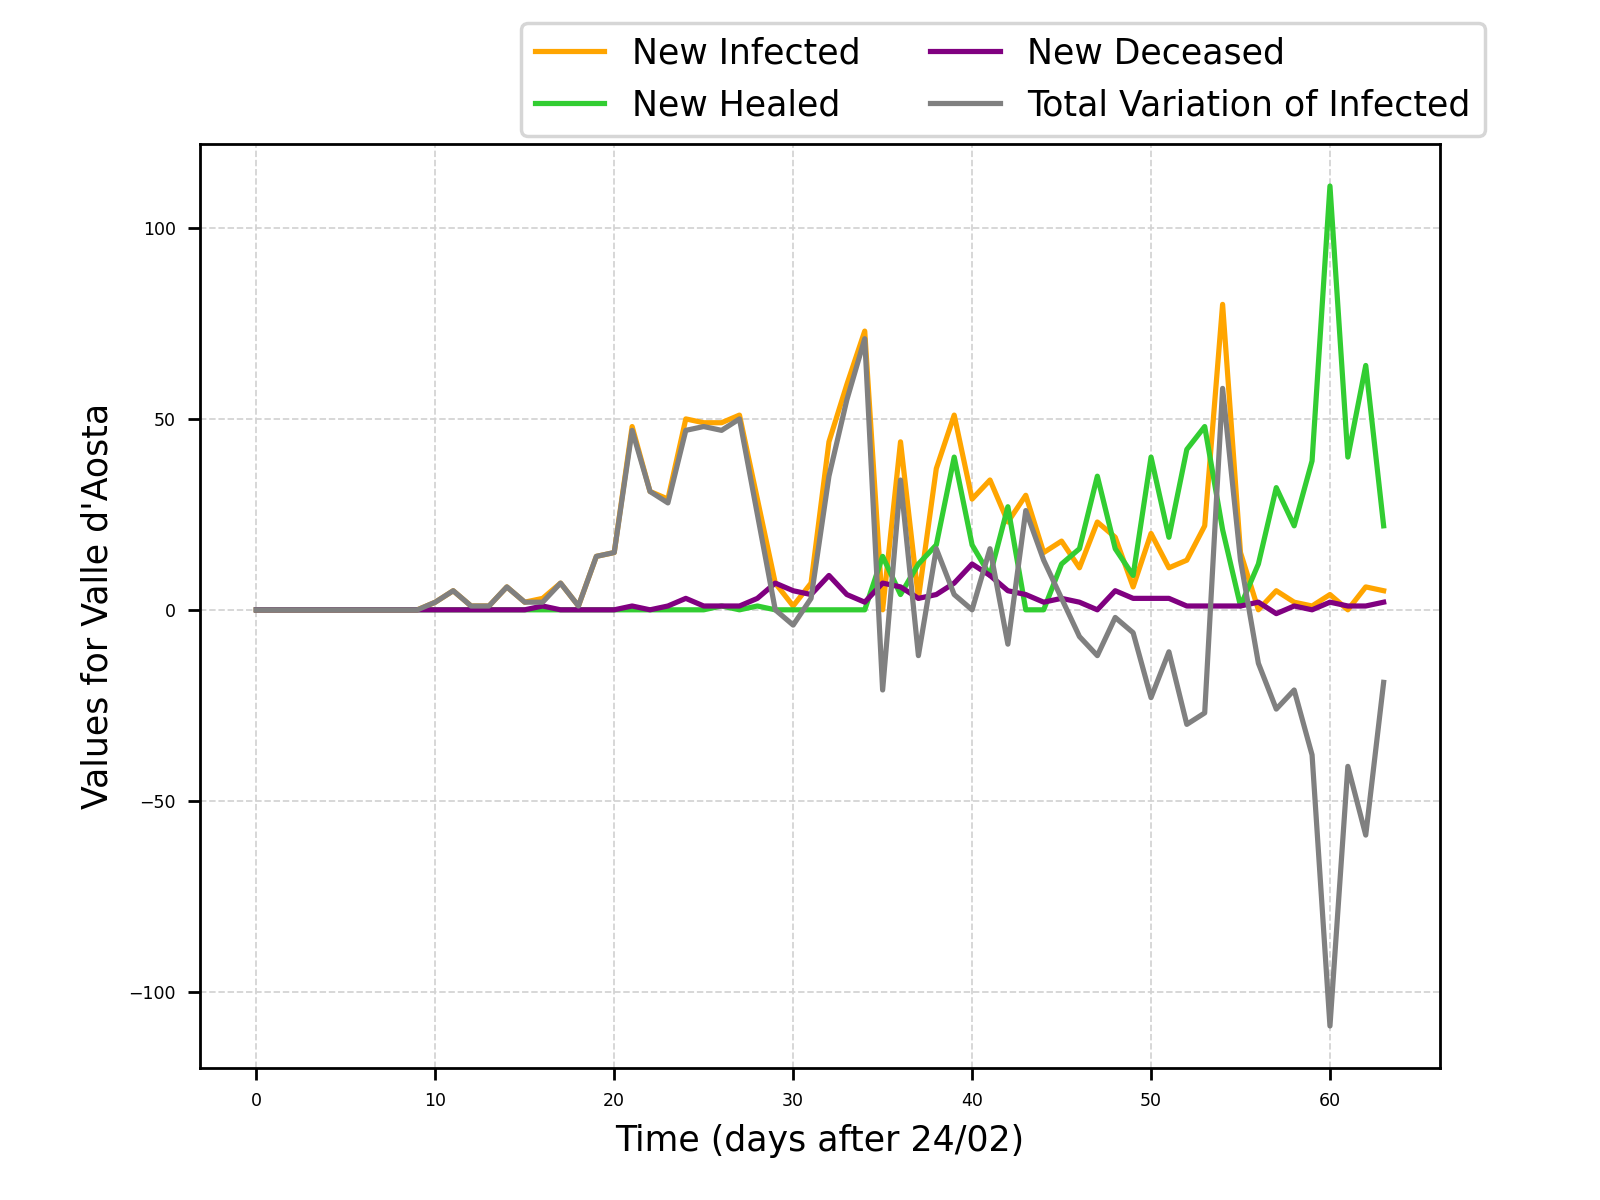 New Infected
New Healed
New Deceased
Total Variation of Infected
Values for Valle d'Aosta
100
50
0
−50
−100
0 10 20 30 40 50 60
Time (days after 24/02)